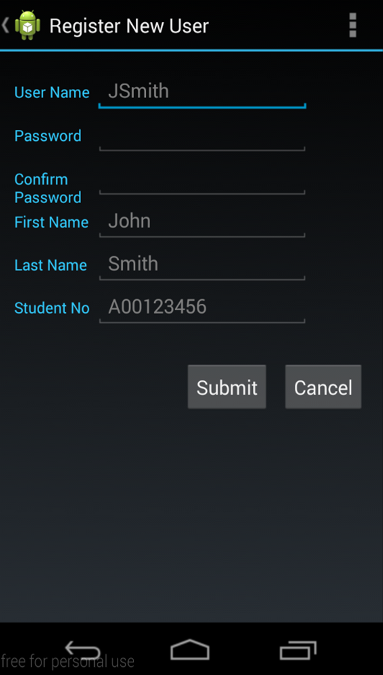 Register New User
User Name JSmith
Password
Confirm
Password
First Name John
Last Name Smith
Student No A00123456
Submit Cancel
free for personal use